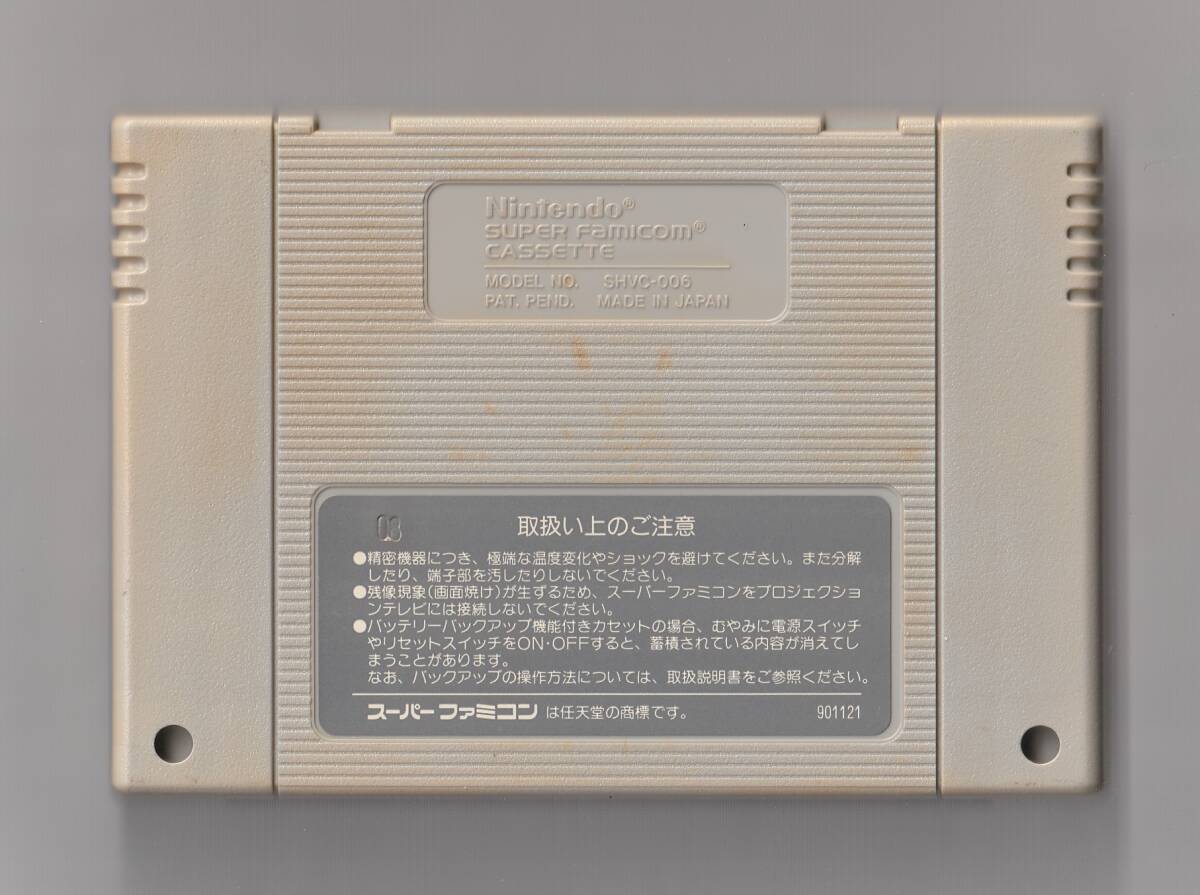 Nintendo®
SUPER FAMICOM®
CASSETTE
MODEL NO. SHVC-006
PAT. PEND. MADE IN JAPAN
03
取扱い上のご注意
●精密機器につき、極端な温度変化やショックを避けてください。また分解
したり、端子部を汚したりしないでください。
●残像現象(画面焼け)が生ずるため、スーパーファミコンをプロジェクショ
ンテレビには接続しないでください。
●バッテリーバックアップ機能付きカセットの場合、むやみに電源スイッチ
やリセットスイッチをON・OFFすると、蓄積されている内容が消えてし
まうことがあります。
なお、バックアップの操作方法については、取扱説明書をご参照ください。
スーパーファミコン は任天堂の商標です。 901121